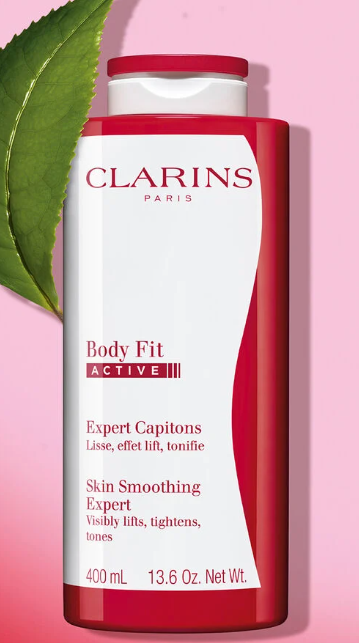 CLARINS
PARIS
Body Fit
ACTIVE
Expert Capitons
Lisse, effet lift, tonifie
Skin Smoothing
Expert
Visibly lifts, tightens,
tones
400 mL 13.6 Oz. Net Wt.